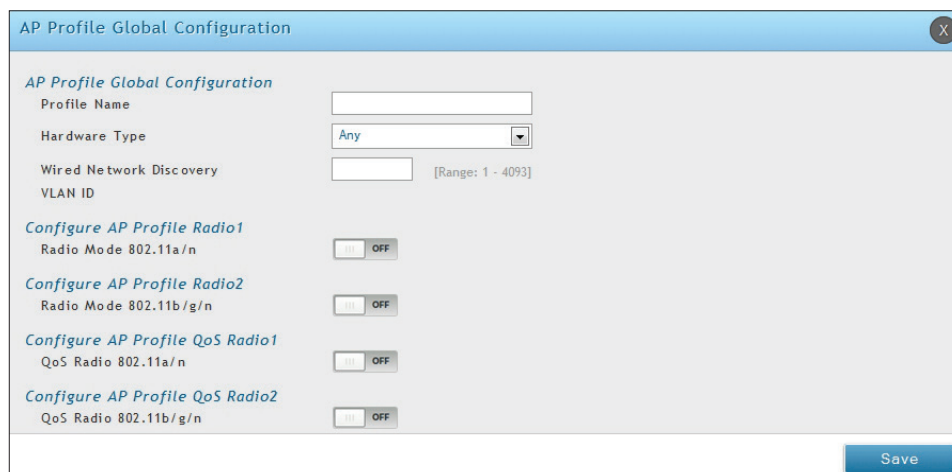 AP Profile Global Configuration
X
AP Profile Global Configuration
Profile Name
Hardware Type
Any
Wired Network Discovery
[Range: 1 - 4093]
VLAN ID
Configure AP Profile Radio1
Radio Mode 802.11a/n
OFF
Configure AP Profile Radio2
Radio Mode 802.11b/g/n
OFF
Configure AP Profile QoS Radio1
QoS Radio 802.11a/n
OFF
Configure AP Profile QoS Radio2
QoS Radio 802.11b/g/n
OFF
Save